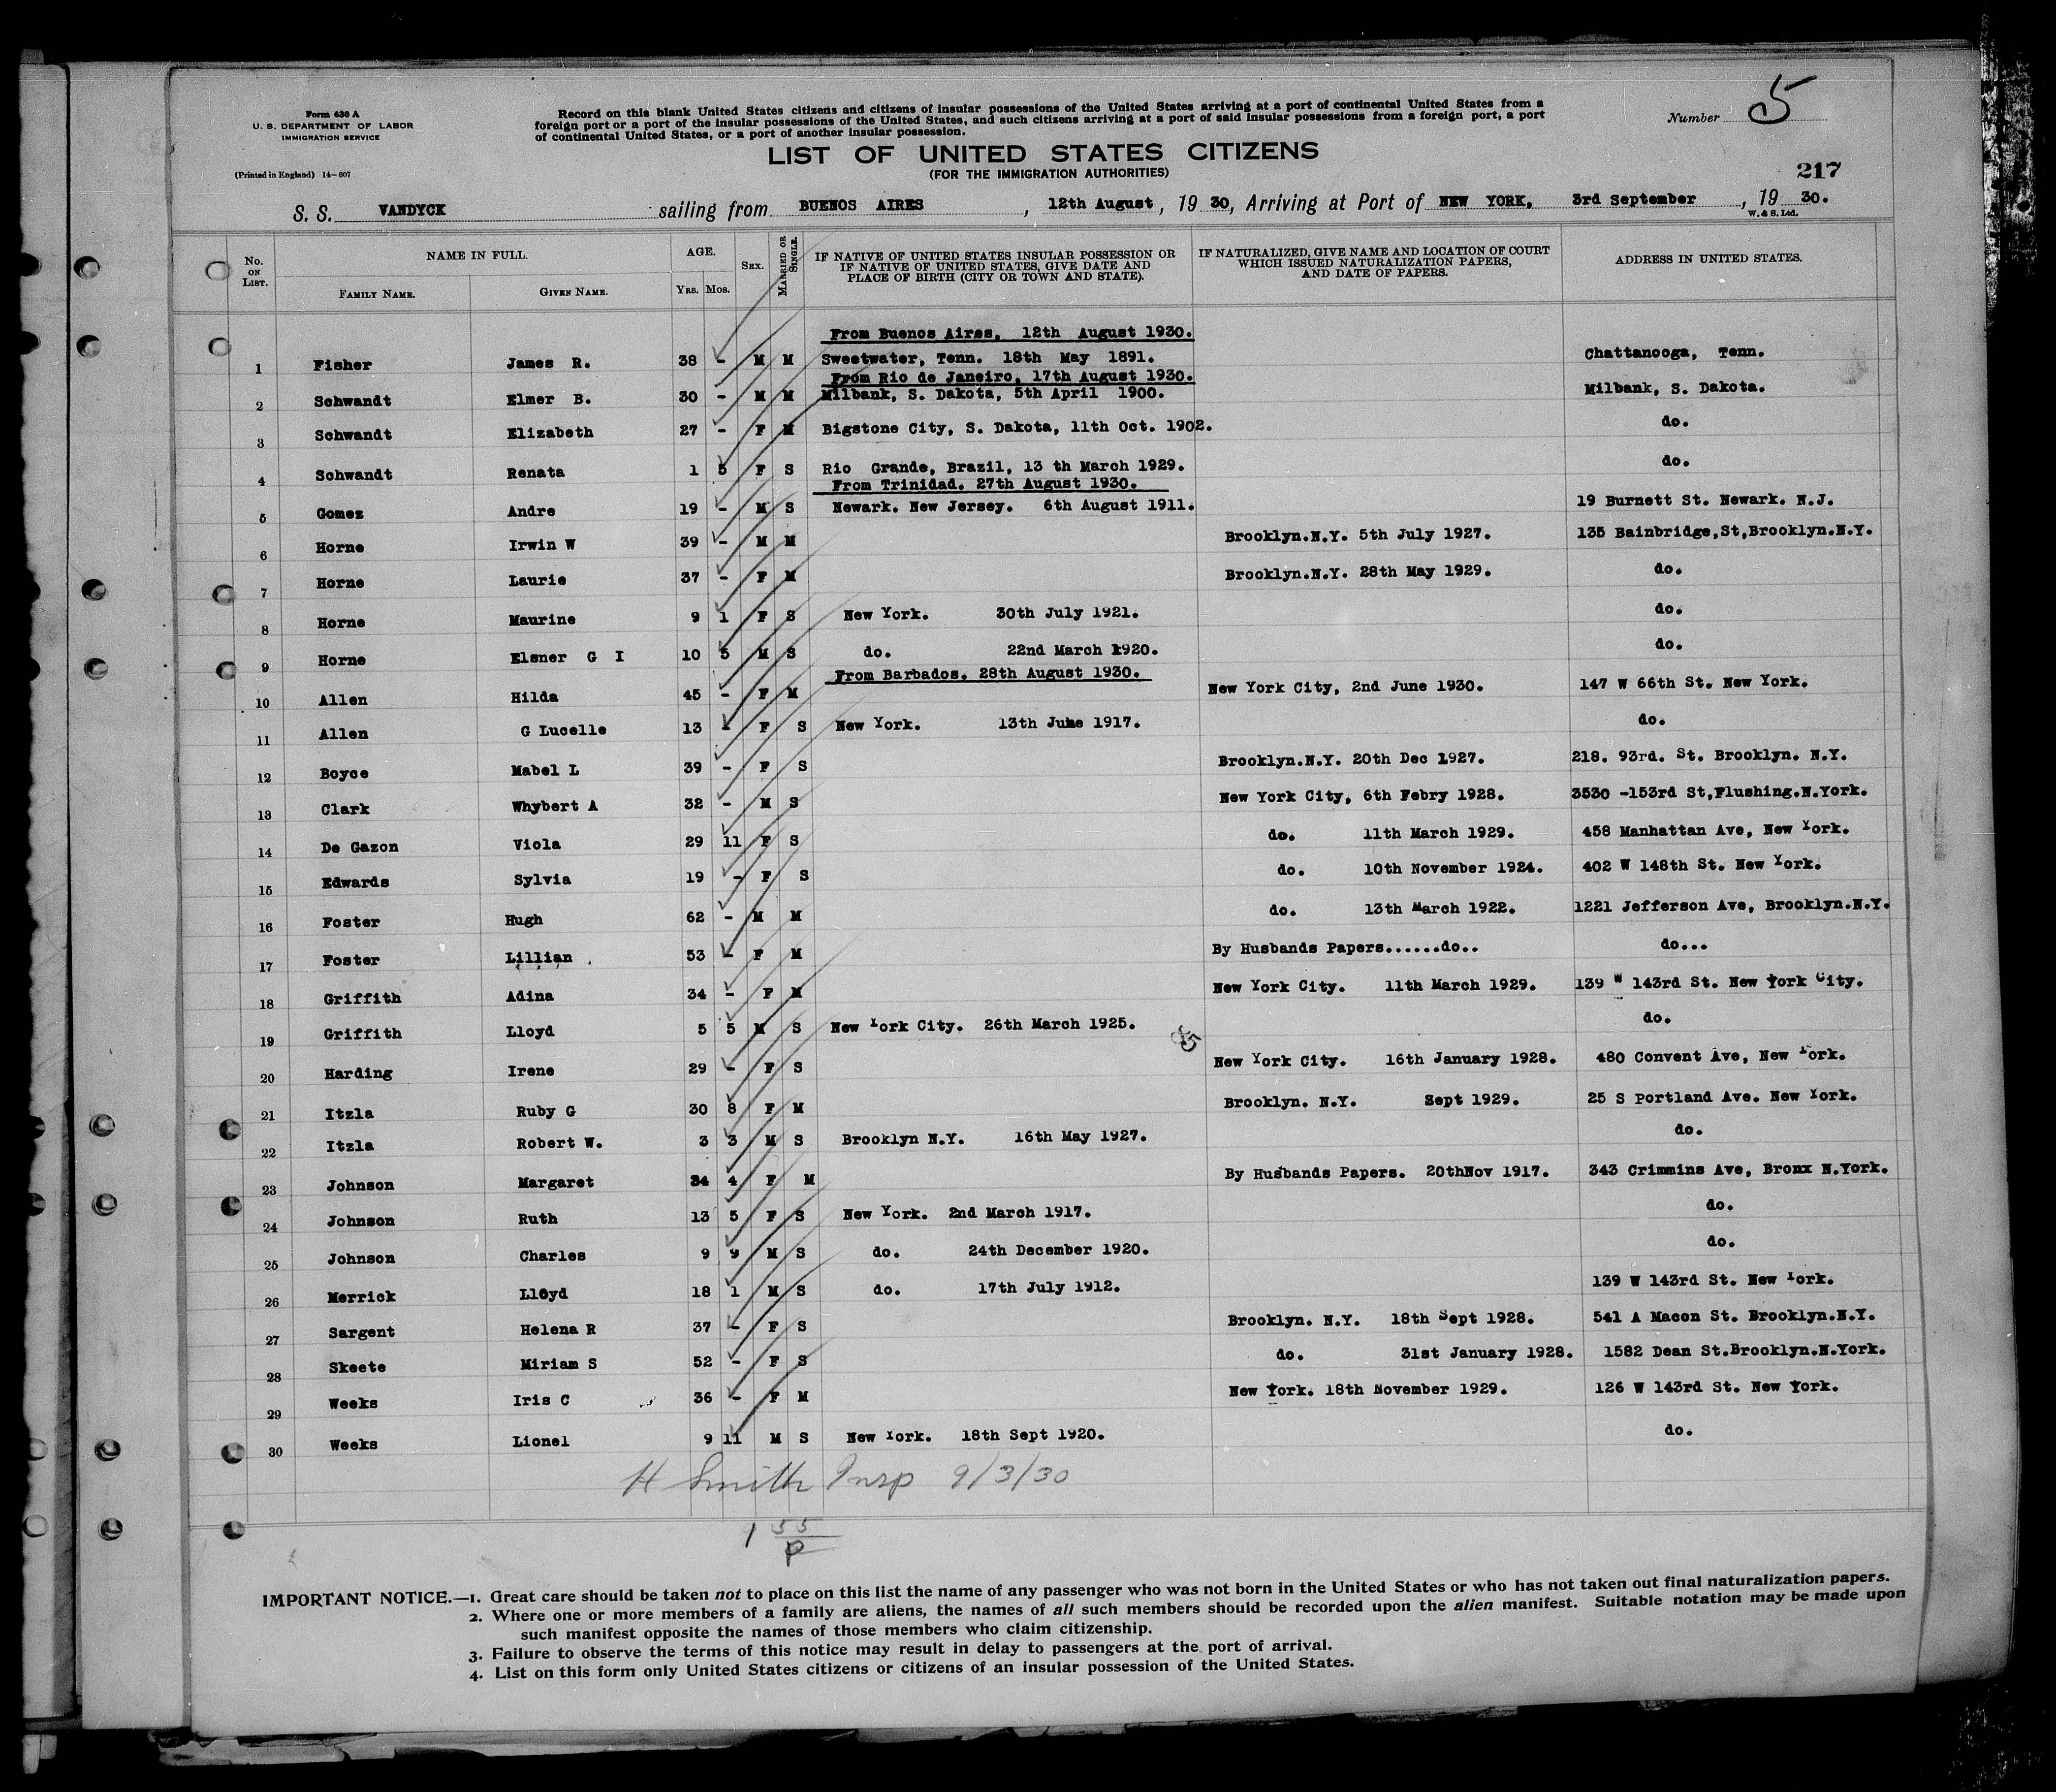 Form 630 A
U. S. DEPARTMENT OF LABOR
IMMIGRATION SERVICE
(Printed in England) 14—607
Record on this blank United States citizens and citizens of insular possessions of the United States arriving at a port of continental United States from a
foreign port or a port of the insular possessions of the United States, and such citizens arriving at a port of said insular possessions from a foreign port, a port
of continental United States, or a port of another insular possession.
Number 5
LIST OF UNITED STATES CITIZENS
(FOR THE IMMIGRATION AUTHORITIES)
217
S. S. VANDYCK sailing from BUENOS AIRES, 12th August, 19 30, Arriving at Port of NEW YORK, 3rd September, 19 30.
W. & S. Ltd.
No. ON LIST. NAME IN FULL. FAMILY NAME. GIVEN NAME. AGE. YRS. MOS. SEX. MARRIED OR SINGLE. IF NATIVE OF UNITED STATES INSULAR POSSESSION OR IF NATIVE OF UNITED STATES, GIVE DATE AND PLACE OF BIRTH (CITY OR TOWN AND STATE). IF NATURALIZED, GIVE NAME AND LOCATION OF COURT WHICH ISSUED NATURALIZATION PAPERS, AND DATE OF PAPERS. ADDRESS IN UNITED STATES.
From Buenos Aires, 12th August 1930.
1 Fisher James R. 38 - M M Sweetwater, Tenn. 18th May 1891. Chattanooga, Tenn.
From Rio de Janeiro, 17th August 1930.
2 Schwandt Elmer B. 30 - M M Milbank, S. Dakota, 5th April 1900. Milbank, S. Dakota.
3 Schwandt Elizabeth 27 - F M Bigstone City, S. Dakota, 11th Oct. 1902. do.
4 Schwandt Renata 1 5 F S Rio Grande, Brazil, 13 th March 1929. do.
From Trinidad. 27th August 1930.
5 Gomez Andre 19 - M S Newark. New Jersey. 6th August 1911. 19 Burnett St. Newark. N.J.
6 Horne Irwin W 39 - M M Brooklyn.N.Y. 5th July 1927. 135 Bainbridge,St,Brooklyn.N.Y.
7 Horne Laurie 37 - F M Brooklyn.N.Y. 28th May 1929. do.
8 Horne Maurine 9 1 F S New York. 30th July 1921. do.
9 Horne Elsner G I 10 5 M S do. 22nd March 1920. do.
From Barbados. 28th August 1930.
10 Allen Hilda 45 - F M New York City, 2nd June 1930. 147 W 66th St. New York.
11 Allen G Lucelle 13 - F S New York. 13th June 1917. do.
12 Boyce Mabel L 39 - F S Brooklyn.N.Y. 20th Dec 1927. 218. 93rd. St. Brooklyn. N.Y.
13 Clark Whybert A 32 - M S New York City, 6th Febry 1928. 3530 -153rd St,Flushing.N.York.
14 De Gazon Viola 29 11 F S do. 11th March 1929. 458 Manhattan Ave, New York.
15 Edwards Sylvia 19 - F S do. 10th November 1924. 402 W 148th St. New York.
16 Foster Hugh 62 - M M do. 13th March 1922. 1221 Jefferson Ave, Brooklyn.N.Y.
17 Foster Lillian 53 - F M By Husbands Papers......do.. do...
18 Griffith Adina 34 - F M New York City. 11th March 1929. 139 W 143rd St. New York City.
19 Griffith Lloyd 5 5 M S New York City. 26th March 1925. do.
20 Harding Irene 29 - F S New York City. 16th January 1928. 480 Convent Ave, New York.
21 Itzla Ruby G 30 8 F M Brooklyn. N.Y. Sept 1929. 25 S Portland Ave. New York.
22 Itzla Robert W. 3 3 M S Brooklyn N.Y. 16th May 1927. do.
23 Johnson Margaret 34 4 F M By Husbands Papers. 20thNov 1917. 343 Crimmins Ave, Bronx N.York.
24 Johnson Ruth 13 5 F S New York. 2nd March 1917. do.
25 Johnson Charles 9 9 M S do. 24th December 1920. do.
26 Merrick Lloyd 18 1 M S do. 17th July 1912. 139 W 143rd St. New York.
27 Sargent Helena R 37 - F S Brooklyn. N.Y. 18th Sept 1928. 541 A Macon St. Brooklyn.N.Y.
28 Skeete Miriam S 52 - F S do. 31st January 1928. 1582 Dean St.Brooklyn.N.York.
29 Weeks Iris C 36 - F M New York. 18th November 1929. 126 W 143rd St. New York.
30 Weeks Lionel 9 11 M S New York. 18th Sept 1920. do.
H Smith Insp 9/3/30
IMPORTANT NOTICE.—1. Great care should be taken not to place on this list the name of any passenger who was not born in the United States or who has not taken out final naturalization papers.
2. Where one or more members of a family are aliens, the names of all such members should be recorded upon the alien manifest. Suitable notation may be made upon
such manifest opposite the names of those members who claim citizenship.
3. Failure to observe the terms of this notice may result in delay to passengers at the port of arrival.
4. List on this form only United States citizens or citizens of an insular possession of the United States.